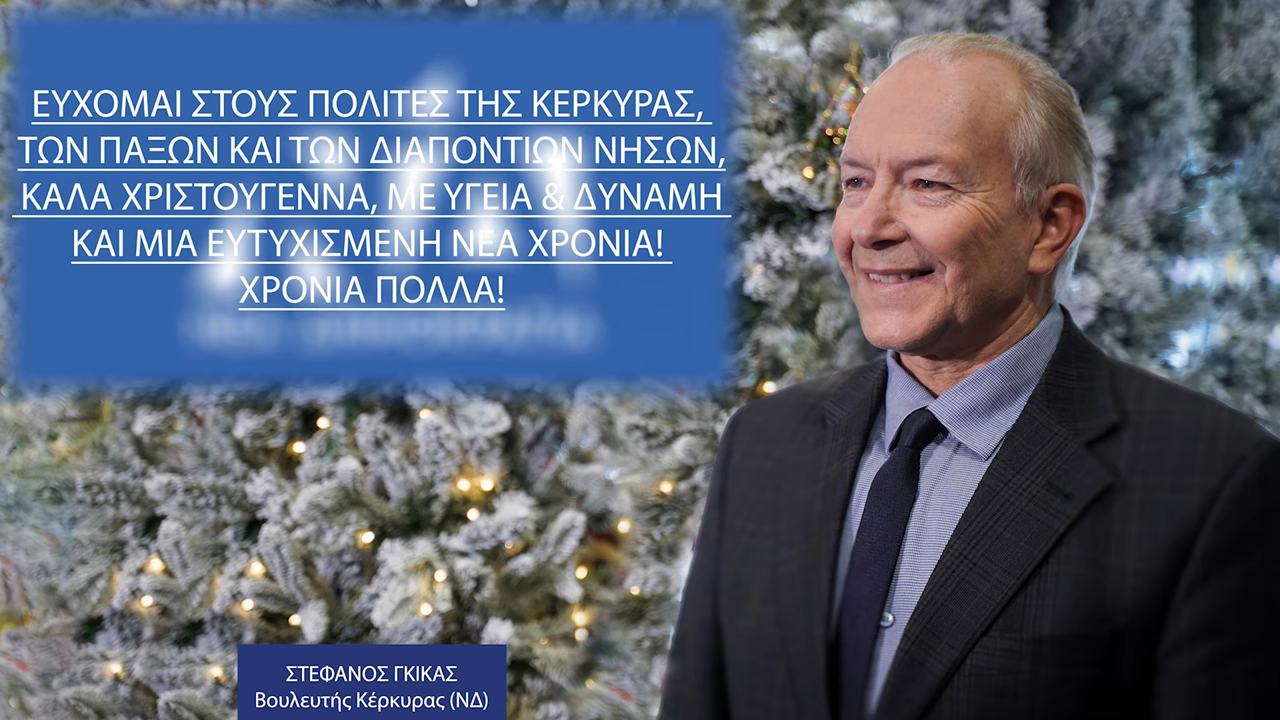 ΕΥΧΟΜΑΙ ΣΤΟΥΣ ΠΟΛΙΤΕΣ ΤΗΣ ΚΕΡΚΥΡΑΣ,
ΤΩΝ ΠΑΞΩΝ ΚΑΙ ΤΩΝ ΔΙΑΠΟΝΤΙΩΝ ΝΗΣΩΝ,
ΚΑΛΑ ΧΡΙΣΤΟΥΓΕΝΝΑ, ΜΕ ΥΓΕΙΑ & ΔΥΝΑΜΗ
ΚΑΙ ΜΙΑ ΕΥΤΥΧΙΣΜΕΝΗ ΝΕΑ ΧΡΟΝΙΑ!
ΧΡΟΝΙΑ ΠΟΛΛΑ!
ΣΤΕΦΑΝΟΣ ΓΚΙΚΑΣ
Βουλευτής Κέρκυρας (ΝΔ)